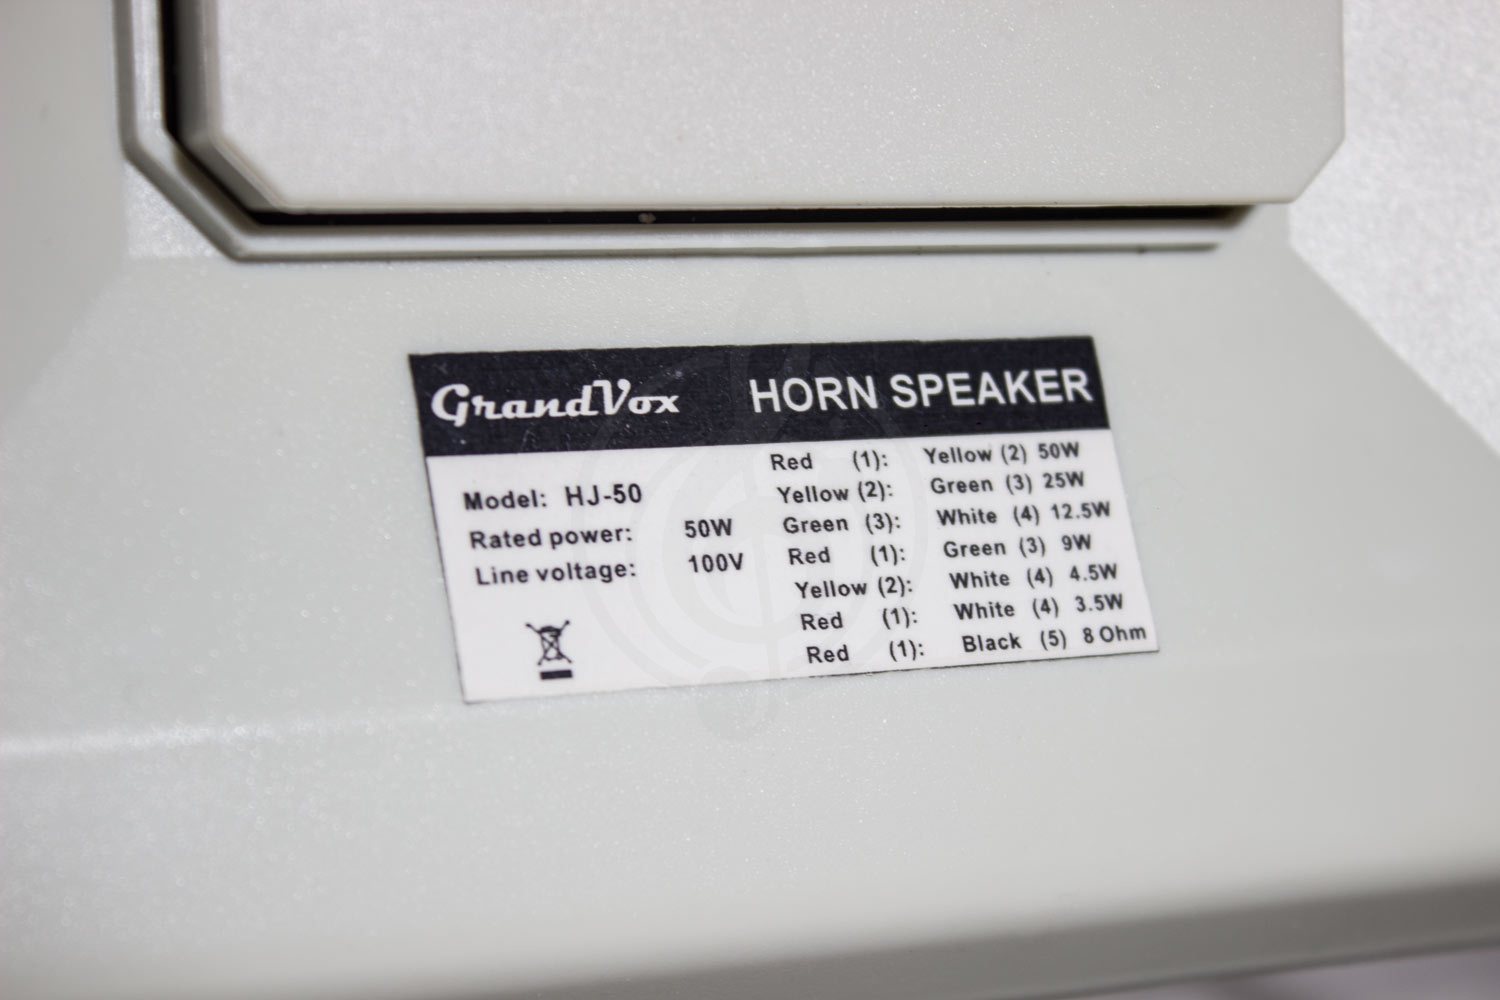 GrandVox HORN SPEAKER
Model: HJ-50
Rated power: 50W
Line voltage: 100V
Red (1): Yellow (2) 50W
Yellow (2): Green (3) 25W
Green (3): White (4) 12.5W
Red (1): Green (3) 9W
Yellow (2): White (4) 4.5W
Red (1): White (4) 3.5W
Red (1): Black (5) 8 Ohm